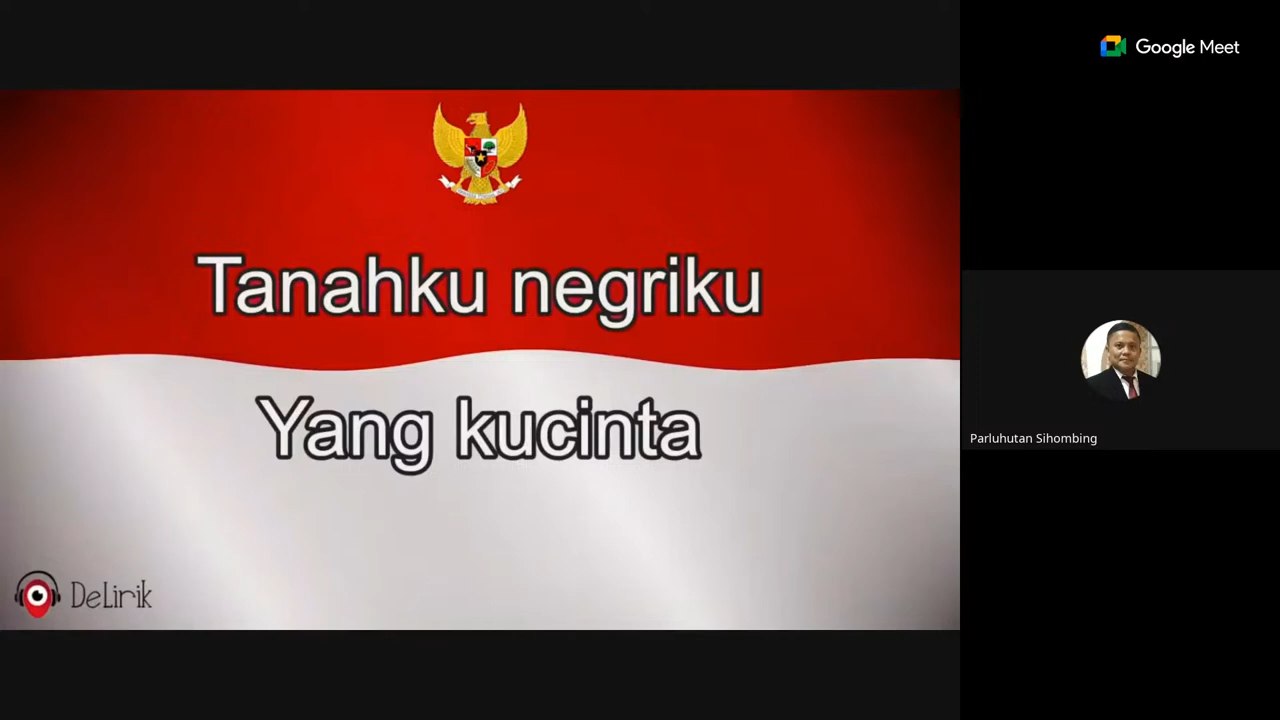 Google Meet
Tanahku negriku
Yang kucinta
DeLirik
Parluhutan Sihombing